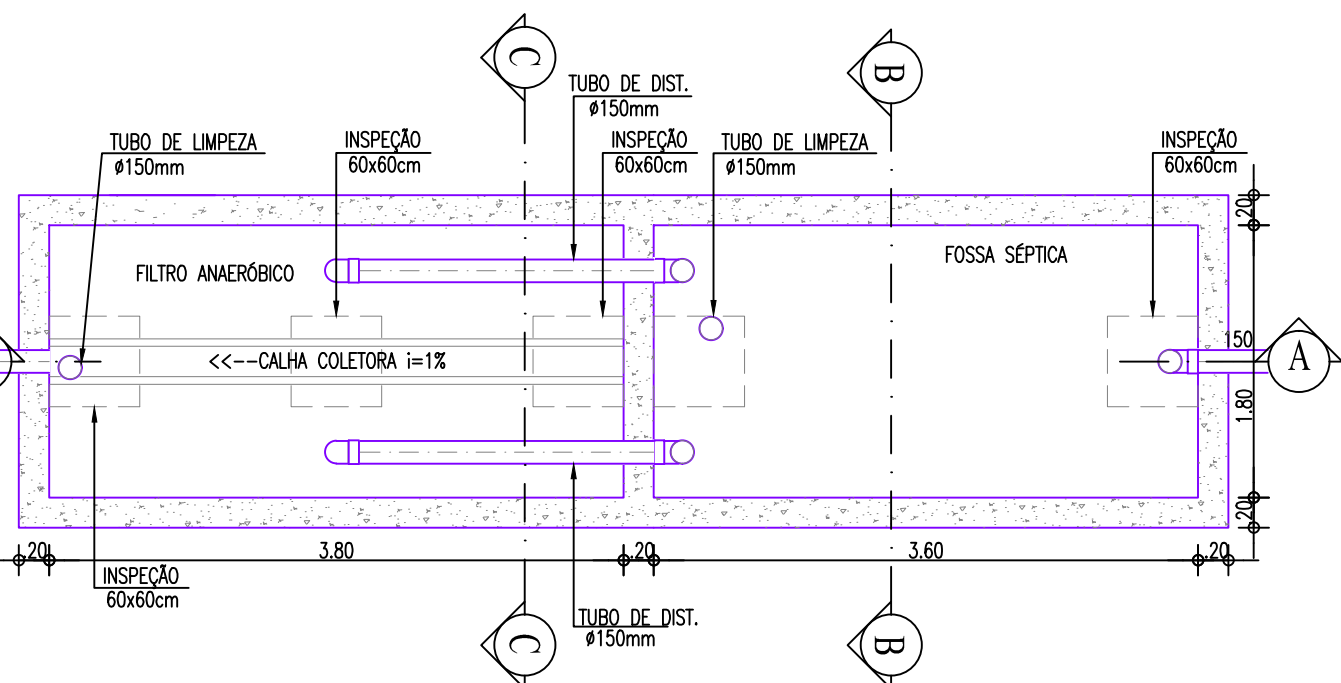 C
B
TUBO DE DIST.
ø150mm
TUBO DE LIMPEZA
ø150mm
INSPEÇÃO
60x60cm
INSPEÇÃO
60x60cm
TUBO DE LIMPEZA
ø150mm
INSPEÇÃO
60x60cm
.20
FILTRO ANAERÓBICO
FOSSA SÉPTICA
<<--CALHA COLETORA i=1%
150
A
1.80
.20
.20
3.80
.20
3.60
.20
INSPEÇÃO
60x60cm
TUBO DE DIST.
ø150mm
C
B